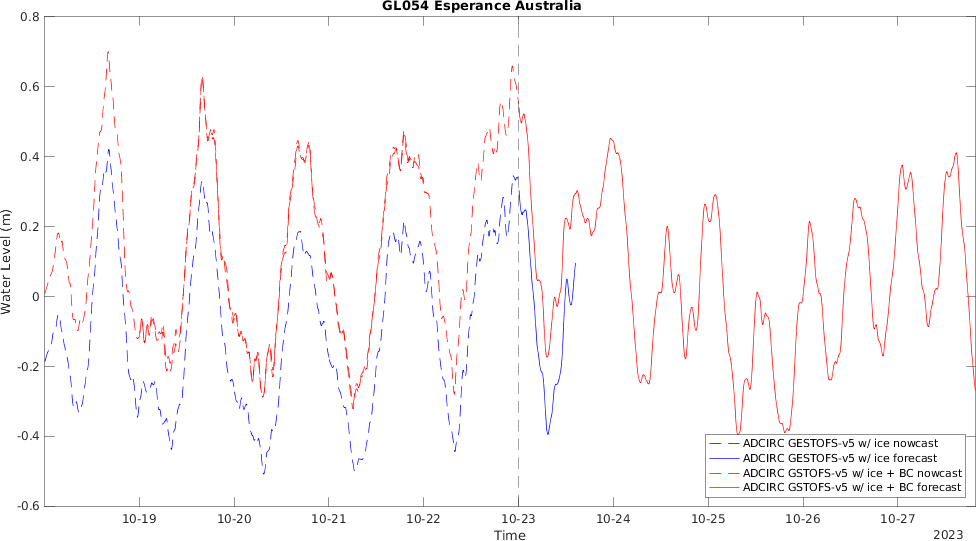 GL054 Esperance Australia
0.8
0.6
0.4
0.2
0
-0.2
-0.4
-0.6
Water Level (m)
ADCIRC GESTOFS-v5 w/ ice nowcast
ADCIRC GESTOFS-v5 w/ ice forecast
ADCIRC GSTOFS-v5 w/ ice + BC nowcast
ADCIRC GSTOFS-v5 w/ ice + BC forecast
10-19 10-20 10-21 10-22 10-23 10-24 10-25 10-26 10-27
Time
2023